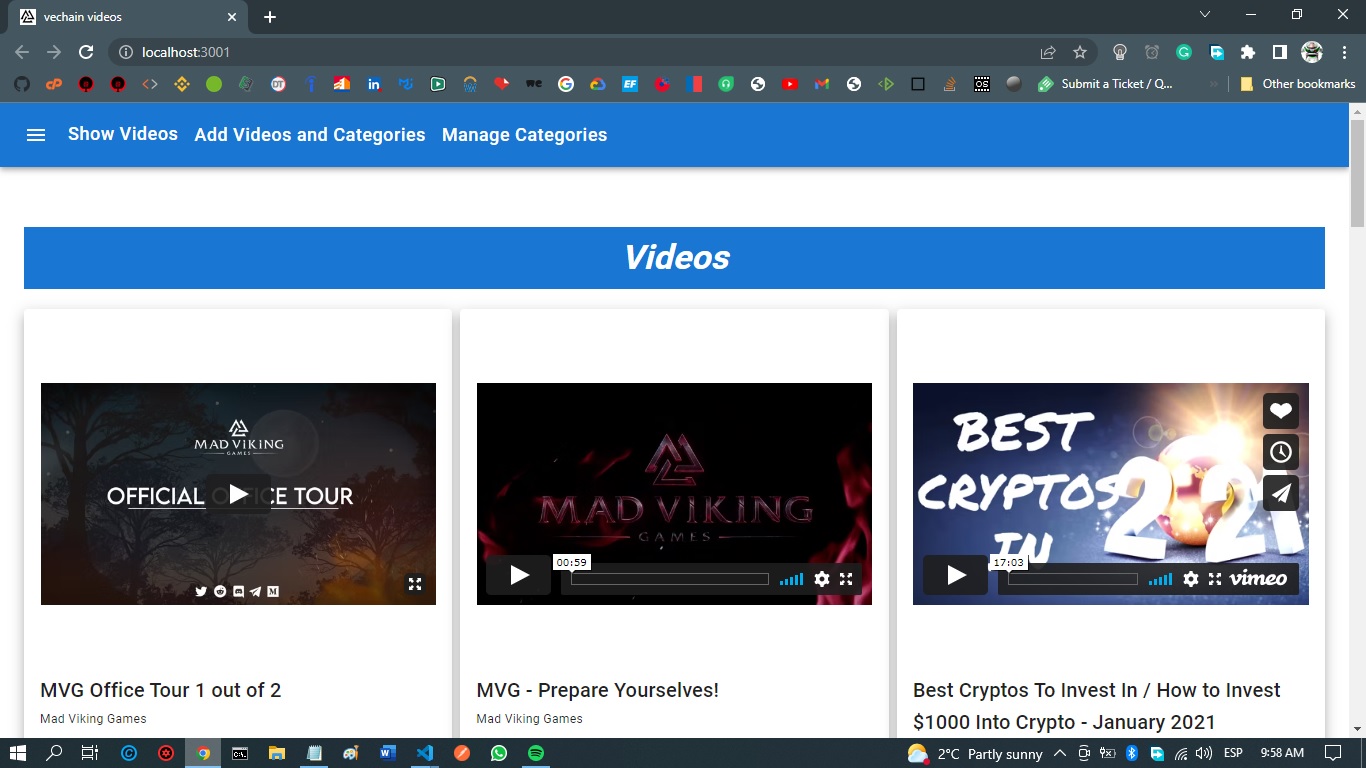 vechain videos
localhost:3001
Submit a Ticket / Q...
Other bookmarks
Show Videos
Add Videos and Categories
Manage Categories
Videos
MAD VIKING
GAMES
OFFICIAL
E TOUR
MAD VIKING
GAMES
00:59
BEST
CRYPTOS
IN
2021
17:03
vimeo
MVG Office Tour 1 out of 2
Mad Viking Games
MVG - Prepare Yourselves!
Mad Viking Games
Best Cryptos To Invest In / How to Invest
$1000 Into Crypto - January 2021
2°C Partly sunny
ESP
9:58 AM